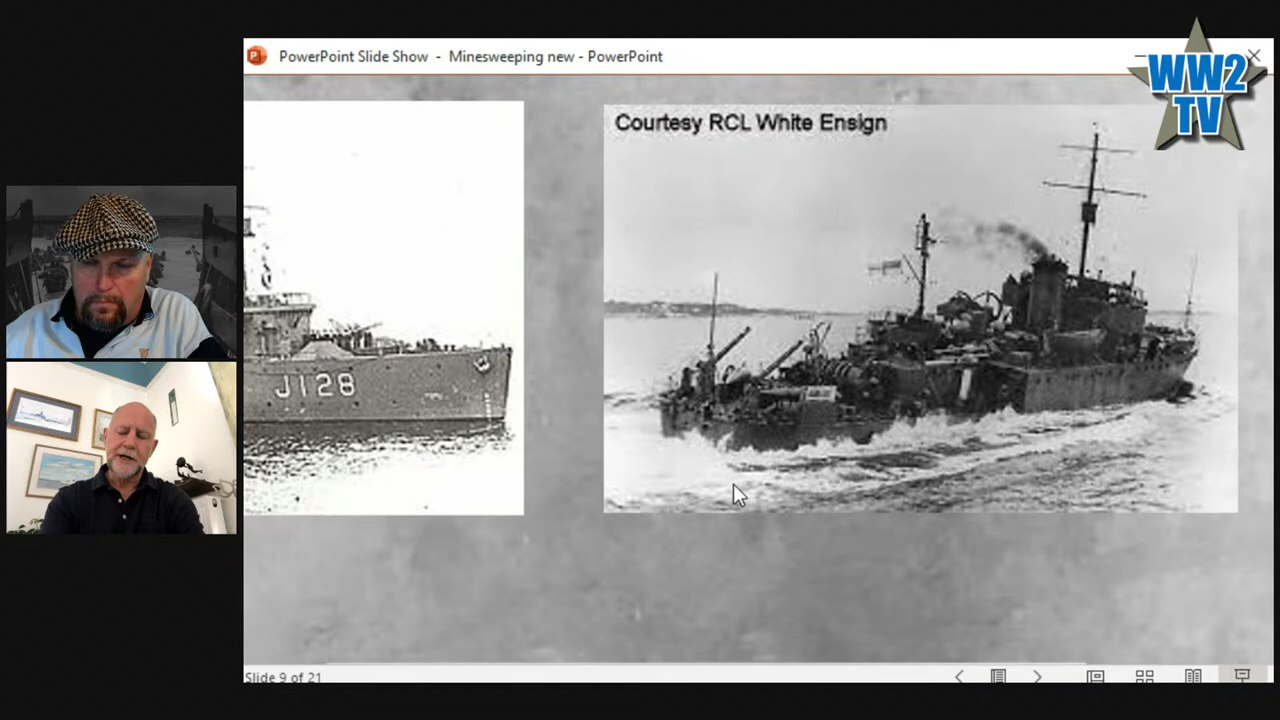 PowerPoint Slide Show - Minesweeping new - PowerPoint
WW2
TV
Courtesy RCL White Ensign
J128
Slide 9 of 21